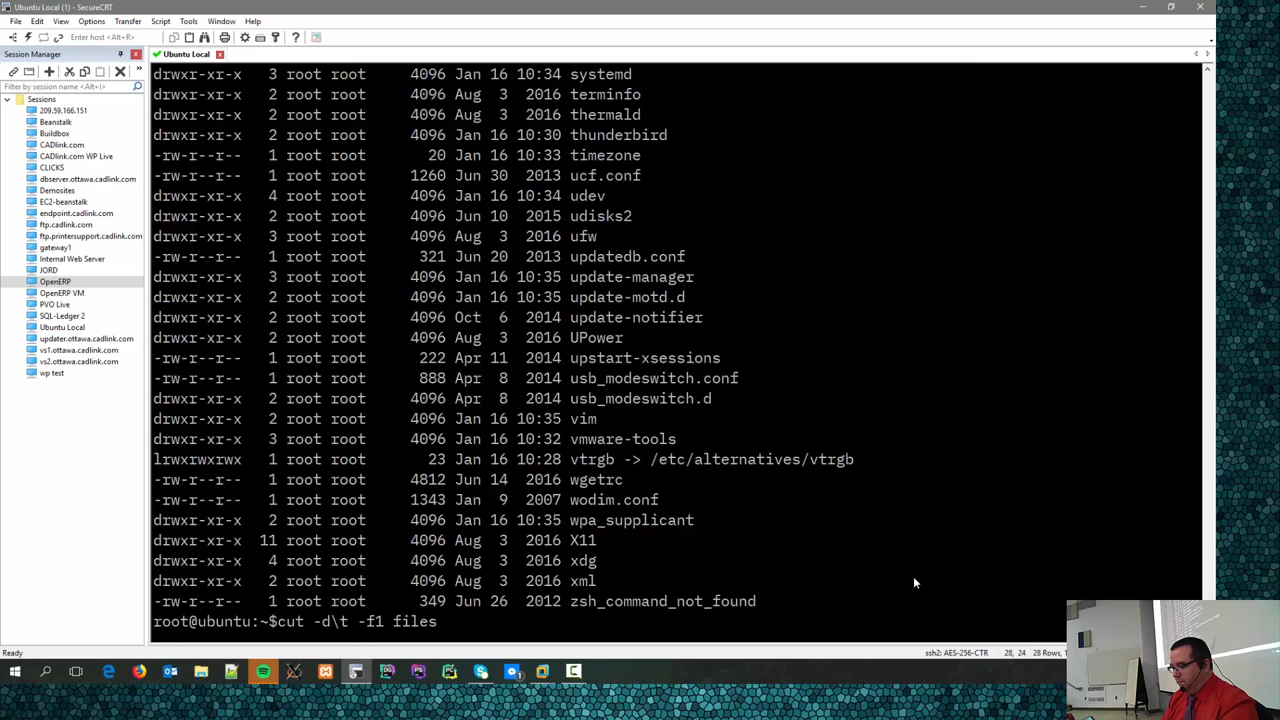 Ubuntu Local (1) - SecureCRT
File Edit View Options Transfer Script Tools Window Help
Enter host <Alt+R>
Session Manager
Ubuntu Local
Filter by session name <Alt+I>
Sessions
209.59.166.151
Beanstalk
Buildbox
CADlink.com
CADlink.com WP Live
CLICKS
dbserver.ottawa.cadlink.com
Demosites
EC2-beanstalk
endpoint.cadlink.com
ftp.cadlink.com
ftp.printersupport.cadlink.com
gateway1
Internal Web Server
JORD
OpenERP
OpenERP VM
PVO Live
SQL-Ledger 2
Ubuntu Local
updater.ottawa.cadlink.com
vs1.ottawa.cadlink.com
vs2.ottawa.cadlink.com
wp test
drwxr-xr-x 3 root root 4096 Jan 16 10:34 systemd
drwxr-xr-x 2 root root 4096 Aug 3 2016 terminfo
drwxr-xr-x 2 root root 4096 Aug 3 2016 thermald
drwxr-xr-x 2 root root 4096 Jan 16 10:30 thunderbird
-rw-r--r-- 1 root root 20 Jan 16 10:33 timezone
-rw-r--r-- 1 root root 1260 Jun 30 2013 ucf.conf
drwxr-xr-x 4 root root 4096 Jan 16 10:34 udev
drwxr-xr-x 2 root root 4096 Jun 10 2015 udisks2
drwxr-xr-x 3 root root 4096 Aug 3 2016 ufw
-rw-r--r-- 1 root root 321 Jun 20 2013 updatedb.conf
drwxr-xr-x 3 root root 4096 Jan 16 10:35 update-manager
drwxr-xr-x 2 root root 4096 Jan 16 10:35 update-motd.d
drwxr-xr-x 2 root root 4096 Oct 6 2014 update-notifier
drwxr-xr-x 2 root root 4096 Aug 3 2016 UPower
-rw-r--r-- 1 root root 222 Apr 11 2014 upstart-xsessions
-rw-r--r-- 1 root root 888 Apr 8 2014 usb_modeswitch.conf
drwxr-xr-x 2 root root 4096 Apr 8 2014 usb_modeswitch.d
drwxr-xr-x 2 root root 4096 Jan 16 10:35 vim
drwxr-xr-x 3 root root 4096 Jan 16 10:32 vmware-tools
lrwxrwxrwx 1 root root 23 Jan 16 10:28 vtrgb -> /etc/alternatives/vtrgb
-rw-r--r-- 1 root root 4812 Jun 14 2016 wgetrc
-rw-r--r-- 1 root root 1343 Jan 9 2007 wodim.conf
drwxr-xr-x 2 root root 4096 Jan 16 10:35 wpa_supplicant
drwxr-xr-x 11 root root 4096 Aug 3 2016 X11
drwxr-xr-x 4 root root 4096 Aug 3 2016 xdg
drwxr-xr-x 2 root root 4096 Aug 3 2016 xml
-rw-r--r-- 1 root root 349 Jun 26 2012 zsh_command_not_found
root@ubuntu:~$cut -d\t -f1 files
Ready
ssh2: AES-256-CTR 28, 24 28 Rows,